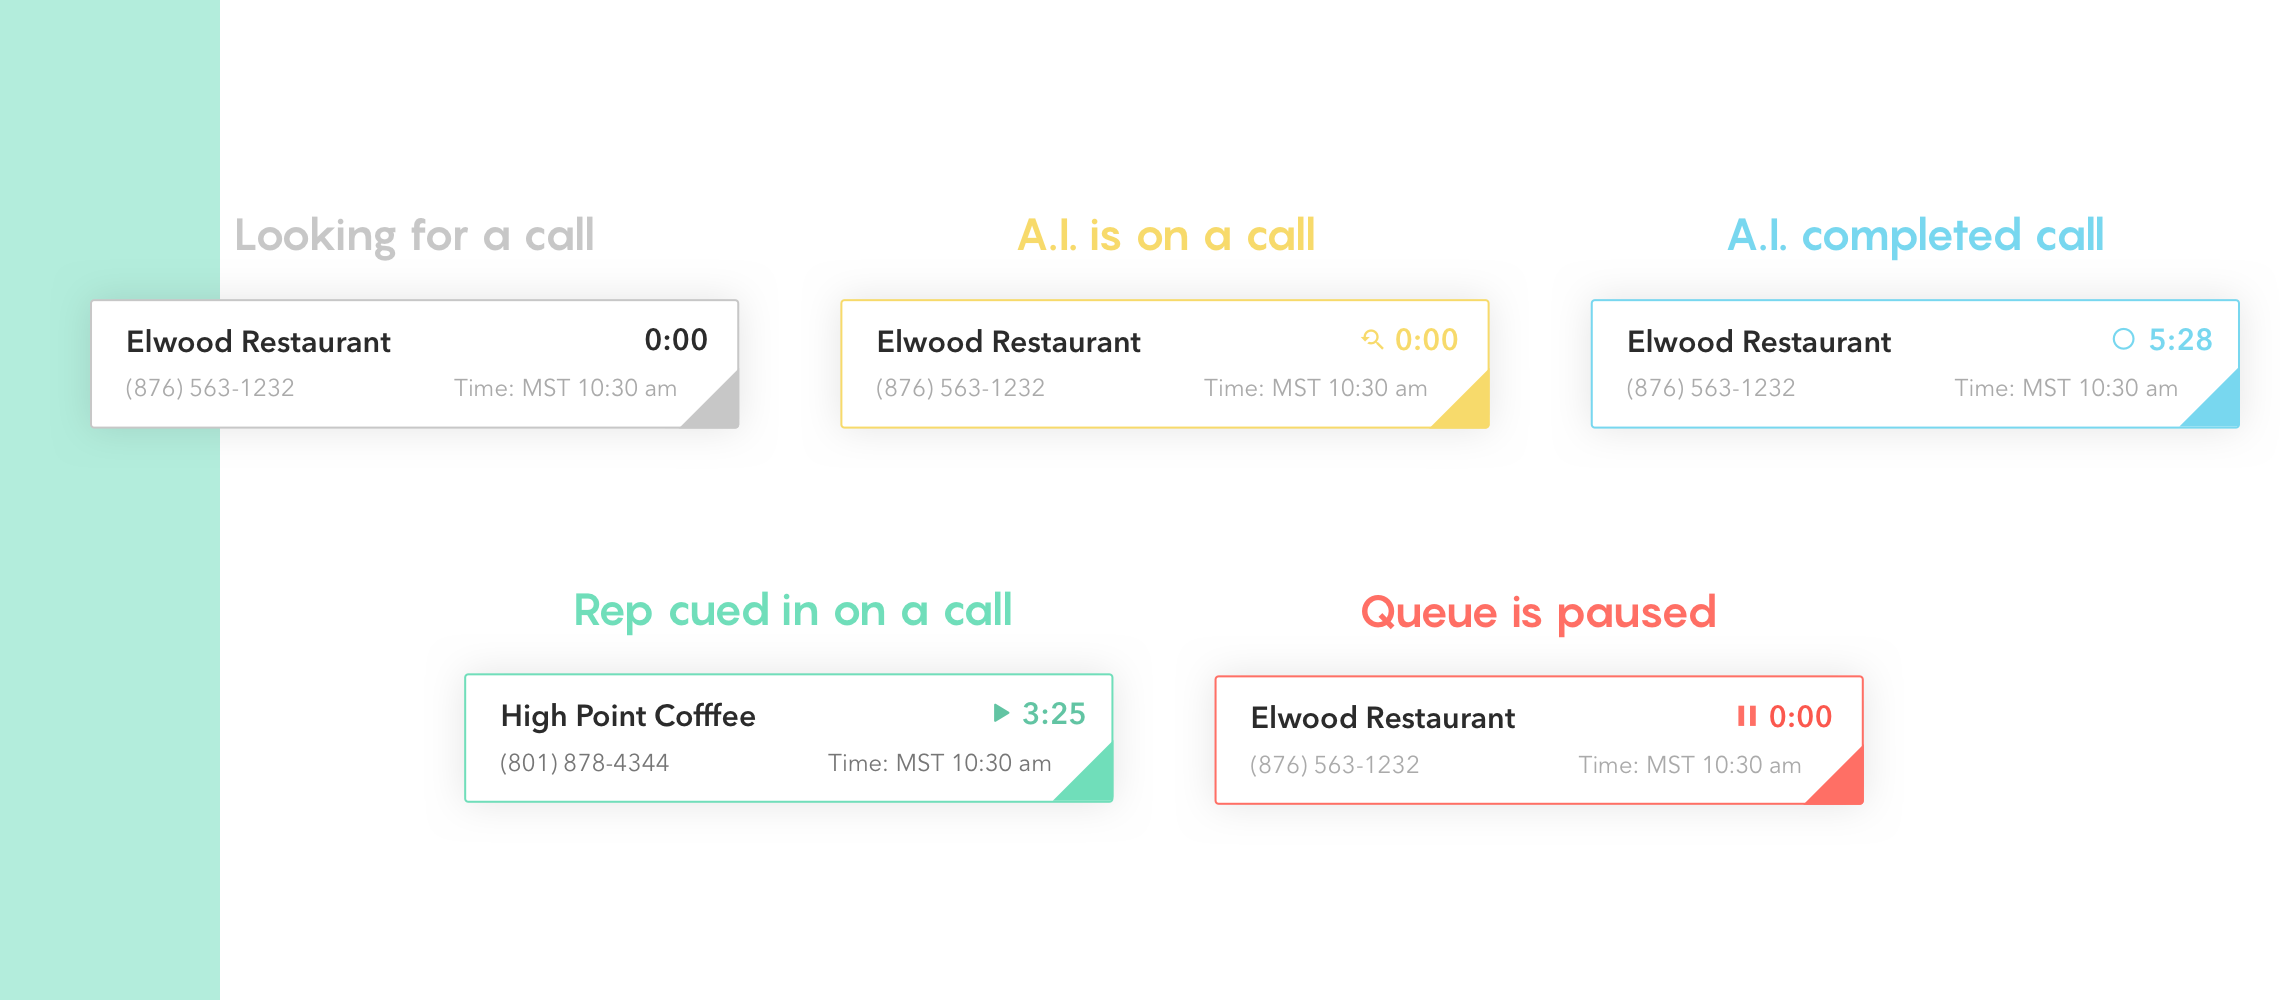 Looking for a call
Elwood Restaurant 0:00
(876) 563-1232 Time: MST 10:30 am
A.I. is on a call
Elwood Restaurant 0:00
(876) 563-1232 Time: MST 10:30 am
A.I. completed call
Elwood Restaurant 5:28
(876) 563-1232 Time: MST 10:30 am
Rep cued in on a call
High Point Cofffee 3:25
(801) 878-4344 Time: MST 10:30 am
Queue is paused
Elwood Restaurant 0:00
(876) 563-1232 Time: MST 10:30 am